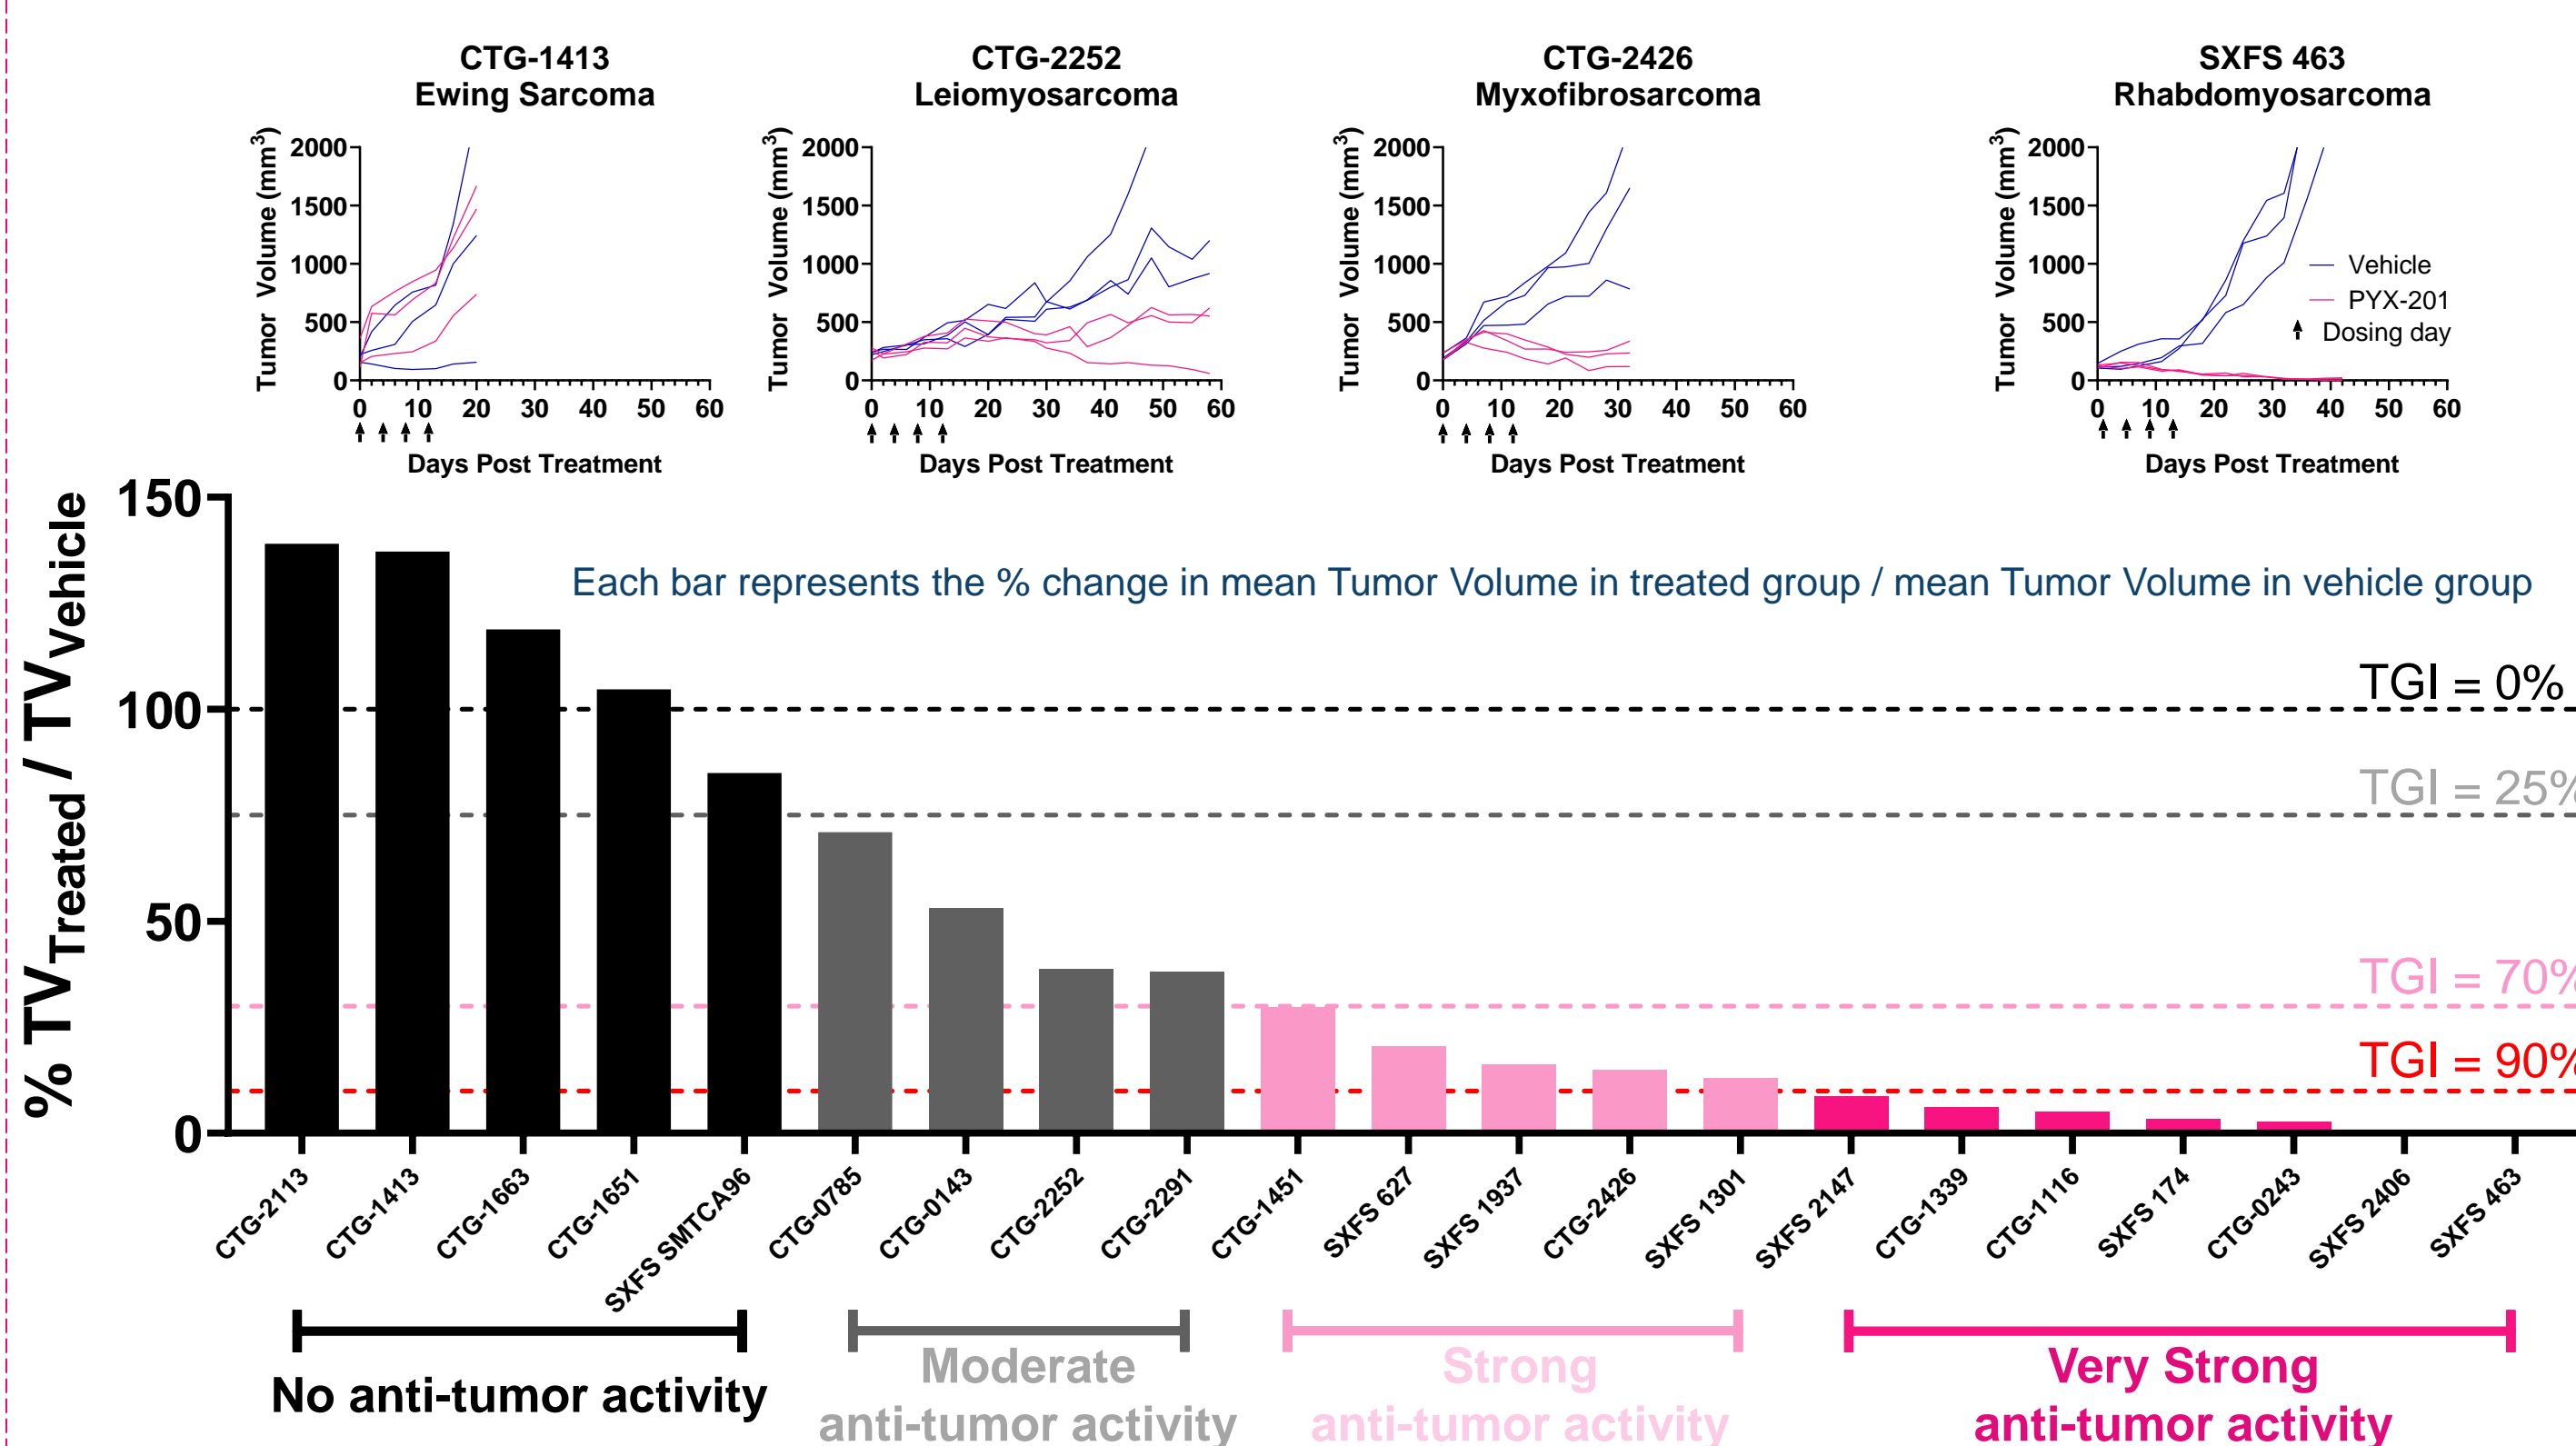 CTG-1413
Ewing Sarcoma
CTG-2252
Leiomyosarcoma
CTG-2426
Myxofibrosarcoma
SXFS 463
Rhabdomyosarcoma
Tumor Volume (mm³)
2000
1500
1000
500
0
0 10 20 30 40 50 60
Days Post Treatment
Tumor Volume (mm³)
2000
1500
1000
500
0
0 10 20 30 40 50 60
Days Post Treatment
Tumor Volume (mm³)
2000
1500
1000
500
0
0 10 20 30 40 50 60
Days Post Treatment
Tumor Volume (mm³)
2000
1500
1000
500
0
0 10 20 30 40 50 60
Days Post Treatment
Vehicle
PYX-201
Dosing day
% TVTreated / TVVehicle
150
100
50
0
Each bar represents the % change in mean Tumor Volume in treated group / mean Tumor Volume in vehicle group
TGI = 0%
TGI = 25%
TGI = 70%
TGI = 90%
CTG-2113
CTG-1413
CTG-1663
CTG-1651
SXFS SMTCA96
CTG-0785
CTG-0143
CTG-2252
CTG-2291
CTG-1451
SXFS 627
SXFS 1937
CTG-2426
SXFS 1301
SXFS 2147
CTG-1339
CTG-1116
SXFS 174
CTG-0243
SXFS 2406
SXFS 463
No anti-tumor activity
Moderate
anti-tumor activity
Strong
anti-tumor activity
Very Strong
anti-tumor activity